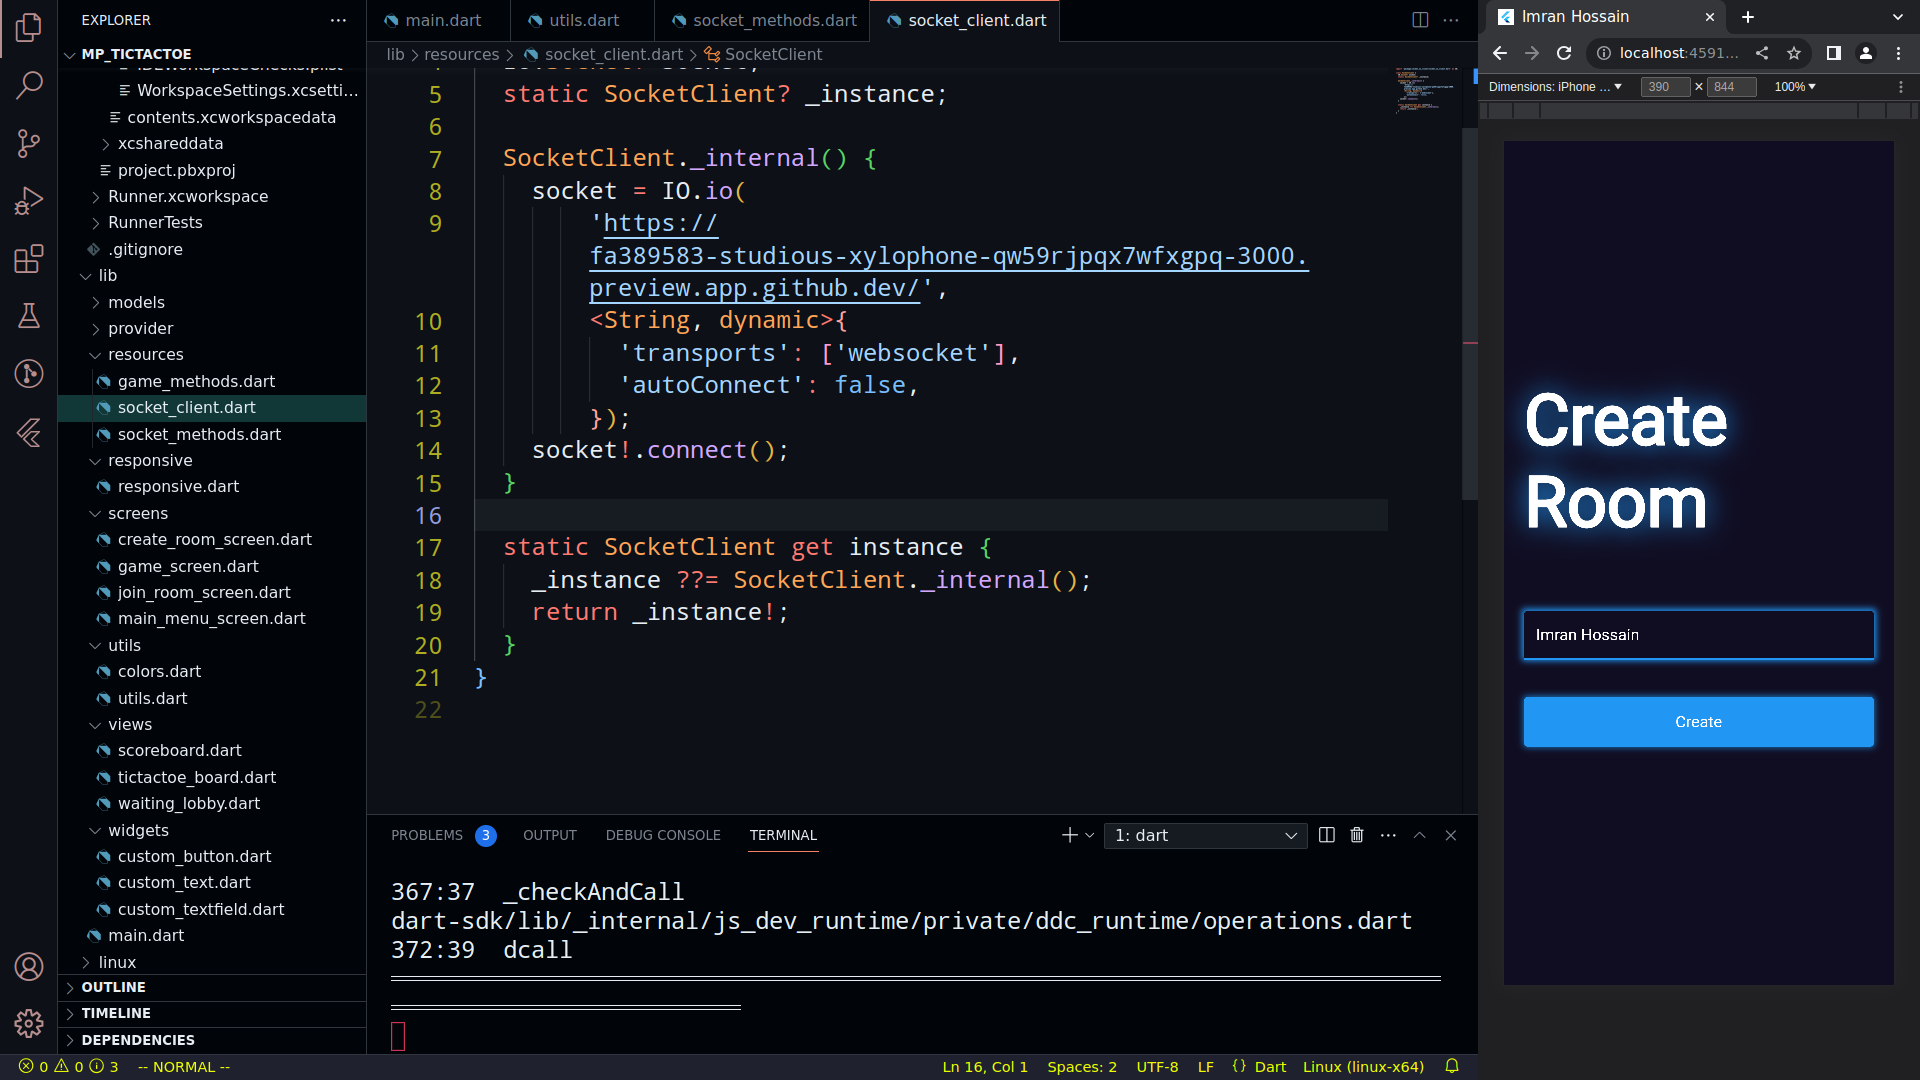 EXPLORER
MP_TICTACTOE
WorkspaceSettings.xcsetti...
contents.xcworkspacedata
xcshareddata
project.pbxproj
Runner.xcworkspace
RunnerTests
.gitignore
lib
models
provider
resources
game_methods.dart
socket_client.dart
socket_methods.dart
responsive
responsive.dart
screens
create_room_screen.dart
game_screen.dart
join_room_screen.dart
main_menu_screen.dart
utils
colors.dart
utils.dart
views
scoreboard.dart
tictactoe_board.dart
waiting_lobby.dart
widgets
custom_button.dart
custom_text.dart
custom_textfield.dart
main.dart
linux
OUTLINE
TIMELINE
DEPENDENCIES
main.dart utils.dart socket_methods.dart socket_client.dart
lib > resources > socket_client.dart > SocketClient
5 static SocketClient? _instance;
6
7 SocketClient._internal() {
8 socket = IO.io(
9 'https://
fa389583-studious-xylophone-qw59rjpqx7wfxgpq-3000.
preview.app.github.dev/',
10 <String, dynamic>{
11 'transports': ['websocket'],
12 'autoConnect': false,
13 });
14 socket!.connect();
15 }
16
17 static SocketClient get instance {
18 _instance ??= SocketClient._internal();
19 return _instance!;
20 }
21 }
22
PROBLEMS 3 OUTPUT DEBUG CONSOLE TERMINAL 1: dart
367:37 _checkAndCall
dart-sdk/lib/_internal/js_dev_runtime/private/ddc_runtime/operations.dart
372:39 dcall
0 0 3 -- NORMAL -- Ln 16, Col 1 Spaces: 2 UTF-8 LF {} Dart Linux (linux-x64)
Imran Hossain
localhost:4591...
Dimensions: iPhone ... 390 × 844 100%
Create
Room
Imran Hossain
Create